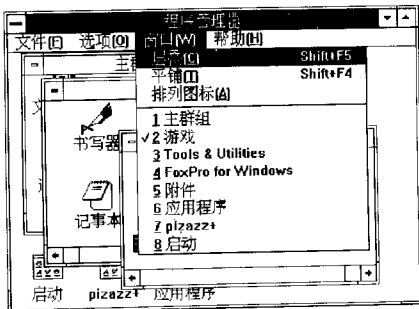 程序管理器
文件(F) 选项(O) 窗口(W) 帮助(H)
层叠(C) Shift+F5
平铺(T) Shift+F4
排列图标(A)
1 主群组
✓2 游戏
3 Tools & Utilities
4 FoxPro for Windows
5 附件
6 应用程序
7 pizazz+
8 启动
主
书写器
记事本
启动 pizazz+ 应用程序